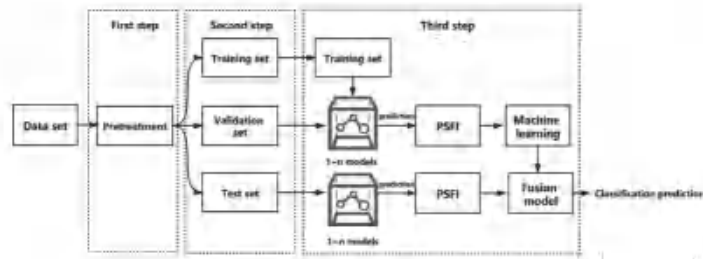 First step
Second step
Third step
Training set
Training set
Data set
Pretreatment
Validation
set
prediction
PSFI
Machine
learning
1~n models
Test set
prediction
PSFI
Fusion
model
Classification prediction
1~n models